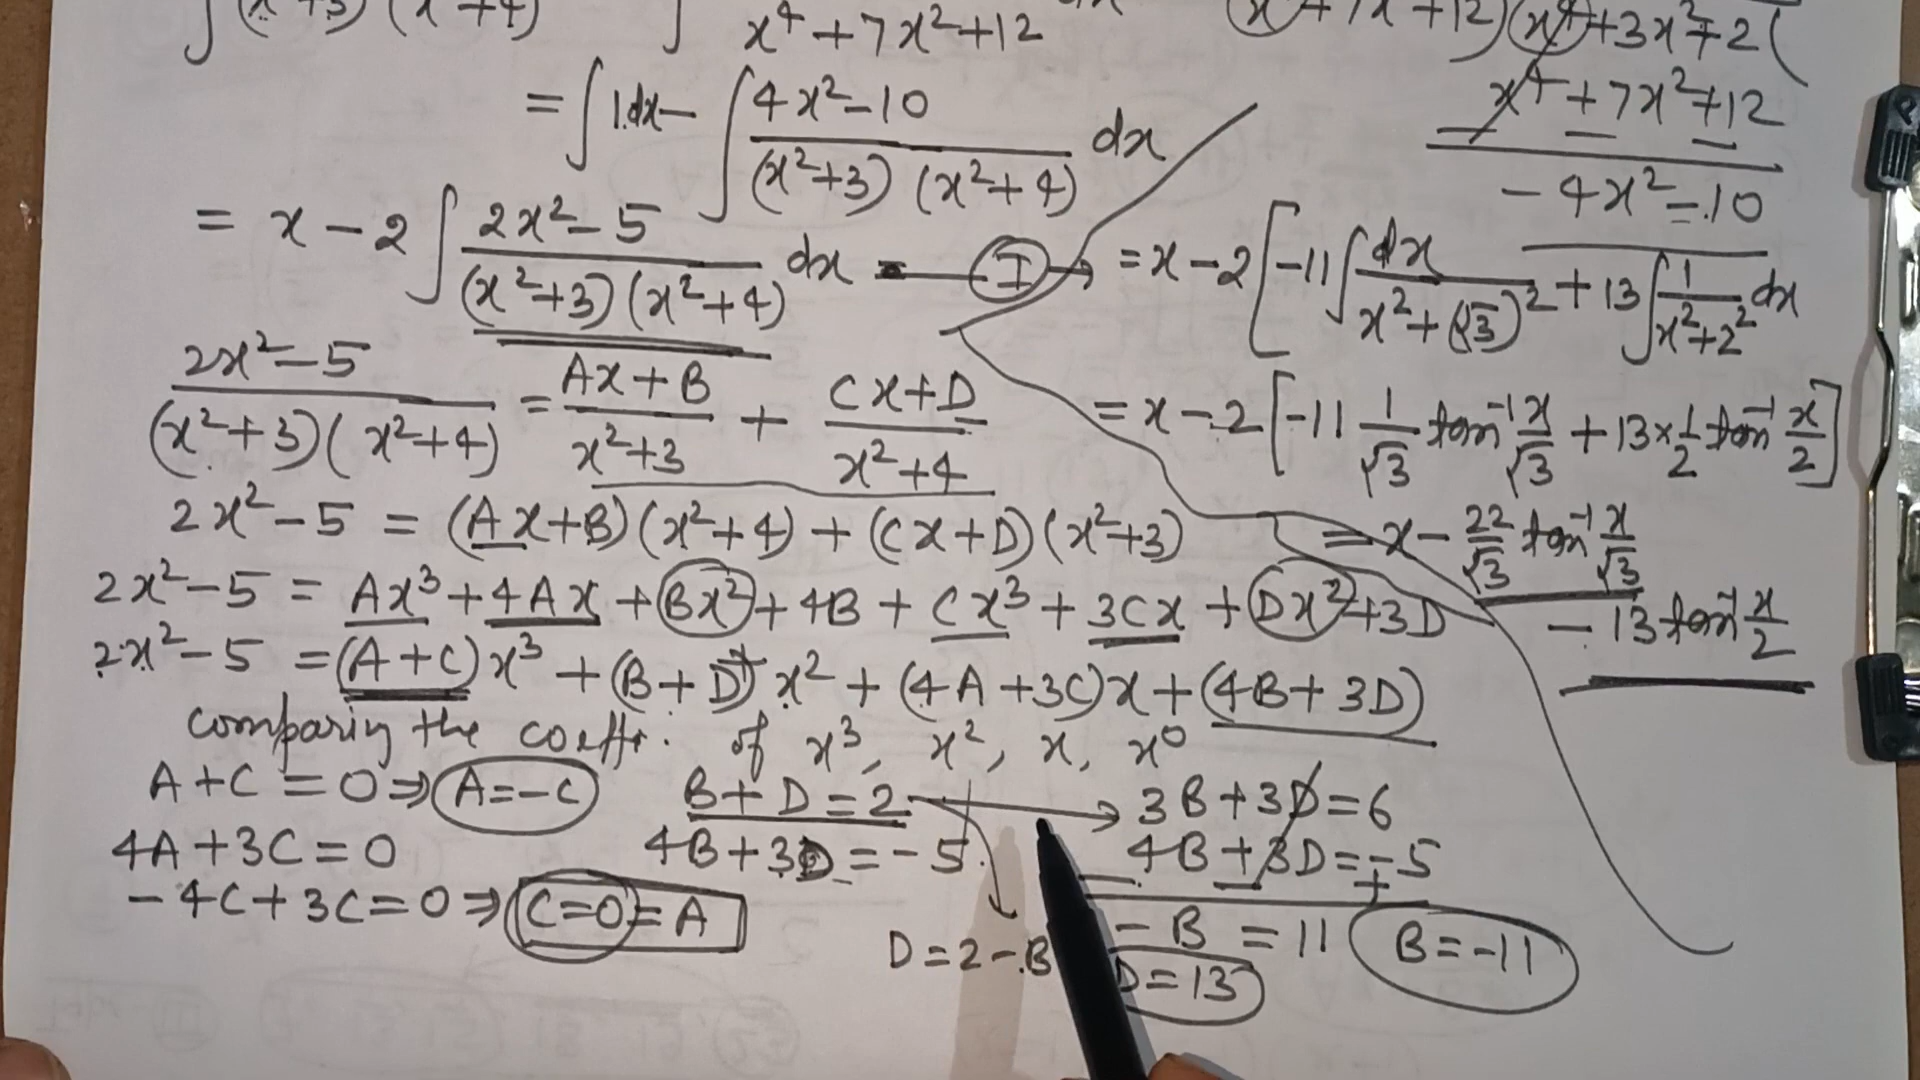 ∫(x²+3)(x²+4) ∫ x⁴+7x²+12
= ∫1.dx − ∫ (4x²−10)/((x²+3)(x²+4)) dx
= x − 2∫ (2x²−5)/((x²+3)(x²+4)) dx — (I)
(2x²−5)/((x²+3)(x²+4)) = (Ax+B)/(x²+3) + (Cx+D)/(x²+4)
2x²−5 = (Ax+B)(x²+4) + (Cx+D)(x²+3)
2x²−5 = Ax³+4Ax+Bx²+4B+Cx³+3Cx+Dx²+3D
2x²−5 = (A+C)x³+(B+D)x²+(4A+3C)x+(4B+3D)
comparing the coeff. of x³, x², x, x⁰
A+C=0 ⇒ A=−C
4A+3C=0
−4C+3C=0 ⇒ C=0=A
B+D=2
4B+3D=−5
D=2−B
3B+3D=6
4B+3D=−5
− − +
−B=11 B=−11
D=13
x⁴+7x²+12)x⁴+3x²+2(
x⁴+7x²+12
− − −
−4x²−10
= x−2[−11∫ dx/(x²+(√3)²) + 13∫ 1/(x²+2²) dx
= x−2[−11 1/√3 tan⁻¹ x/√3 + 13×1/2 tan⁻¹ x/2]
= x − 22/√3 tan⁻¹ x/√3
− 13 tan⁻¹ x/2